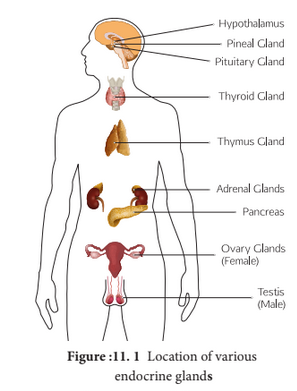 Hypothalamus
Pineal Gland
Pituitary Gland
Thyroid Gland
Thymus Gland
Adrenal Glands
Pancreas
Ovary Glands
(Female)
Testis
(Male)
Figure :11. 1 Location of various
endocrine glands